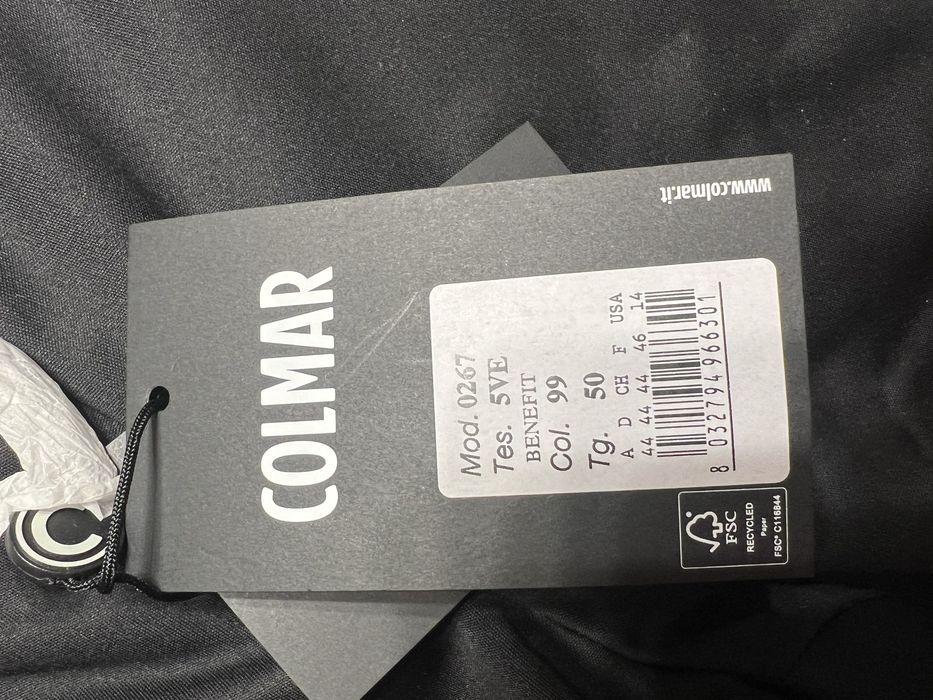 COLMAR
Mod. 0267
Tes. 5VE
BENEFIT
Col. 99
Tg. 50
A D CH F USA
44 44 44 46 14
8 032794 966301
FSC
RECYCLED
Paper
FSC® C116844
www.colmar.it
C